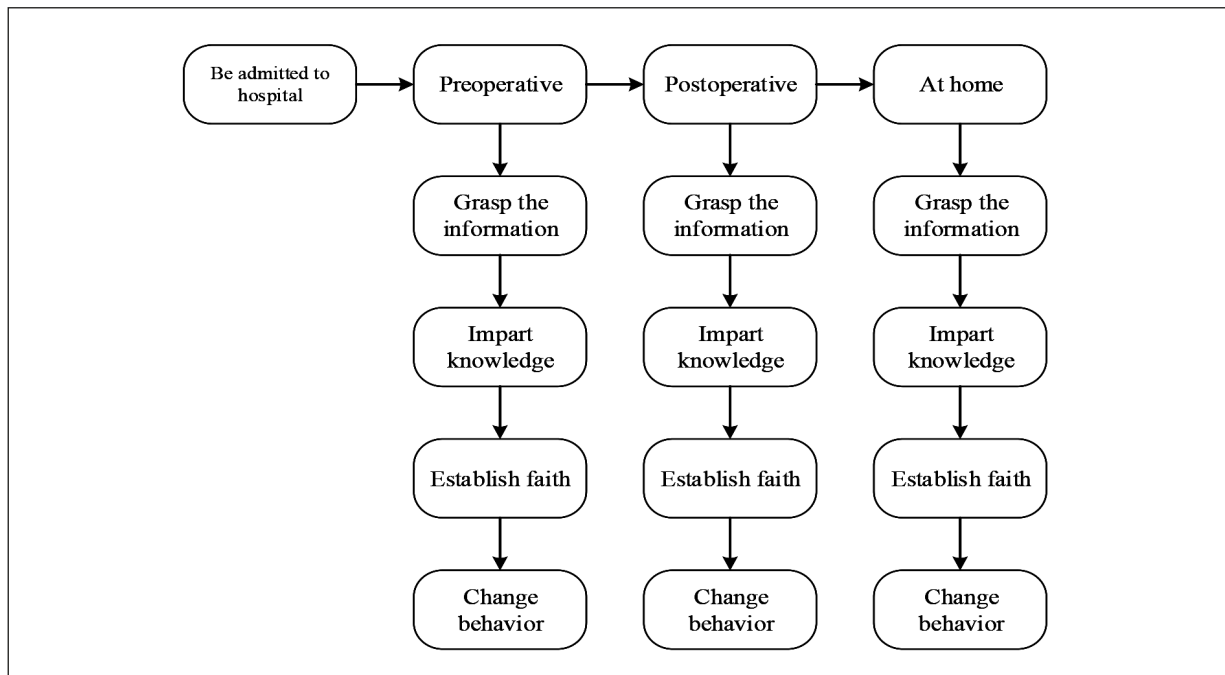 Be admitted to
hospital
Preoperative
Postoperative
At home
Grasp the
information
Grasp the
information
Grasp the
information
Impart
knowledge
Impart
knowledge
Impart
knowledge
Establish faith
Establish faith
Establish faith
Change
behavior
Change
behavior
Change
behavior